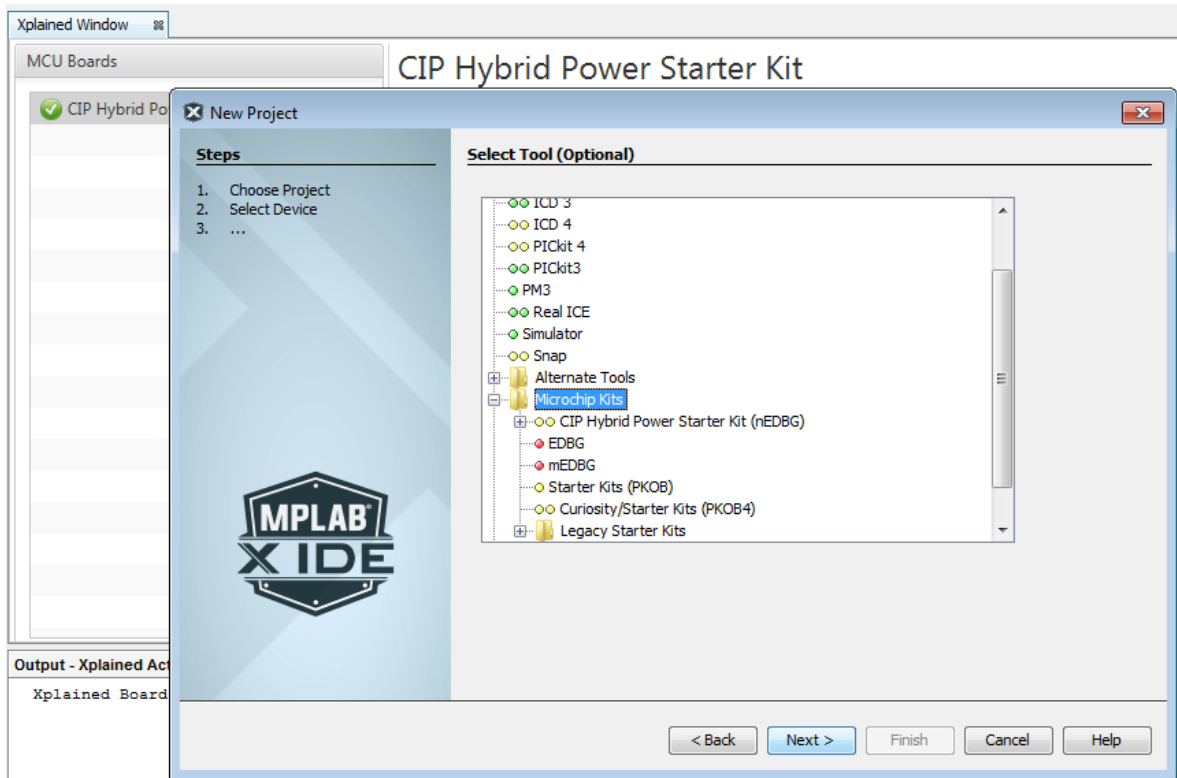 Xplained Window
MCU Boards
CIP Hybrid Power Starter Kit
CIP Hybrid Po
New Project
Steps
1. Choose Project
2. Select Device
3. ...
MPLAB®
X IDE
Select Tool (Optional)
ICD 3
ICD 4
PICkit 4
PICkit3
PM3
Real ICE
Simulator
Snap
Alternate Tools
Microchip Kits
CIP Hybrid Power Starter Kit (nEDBG)
EDBG
mEDBG
Starter Kits (PKOB)
Curiosity/Starter Kits (PKOB4)
Legacy Starter Kits
Output - Xplained Act
Xplained Board
< Back Next > Finish Cancel Help